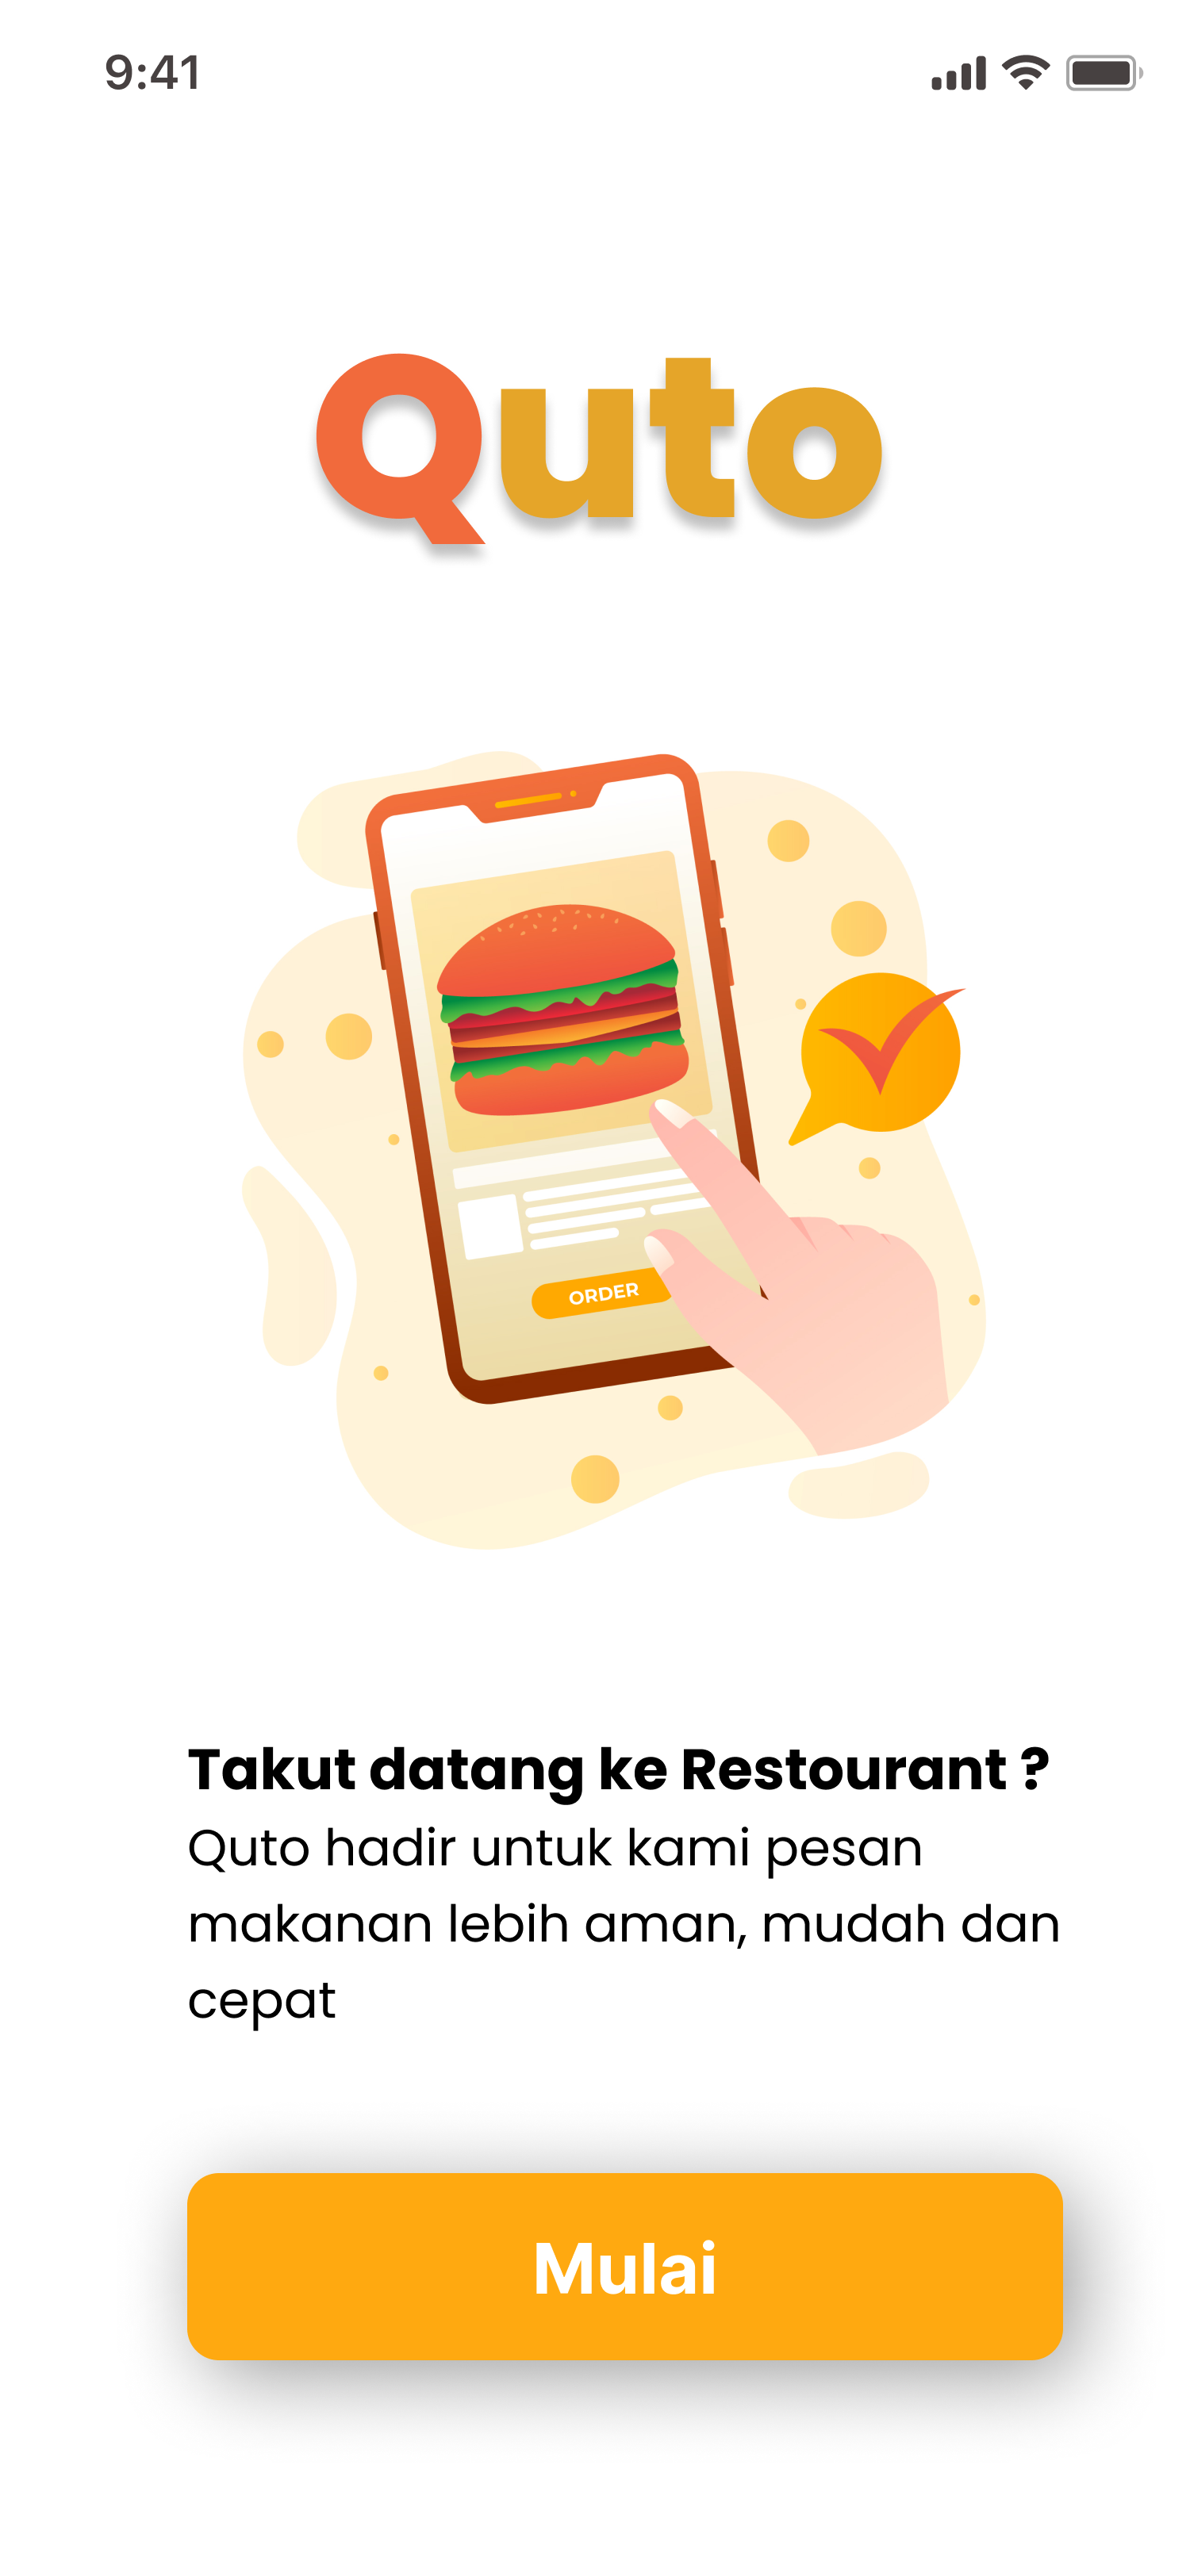 9:41
Quto
ORDER
Takut datang ke Restourant ?
Quto hadir untuk kami pesan
makanan lebih aman, mudah dan
cepat
Mulai